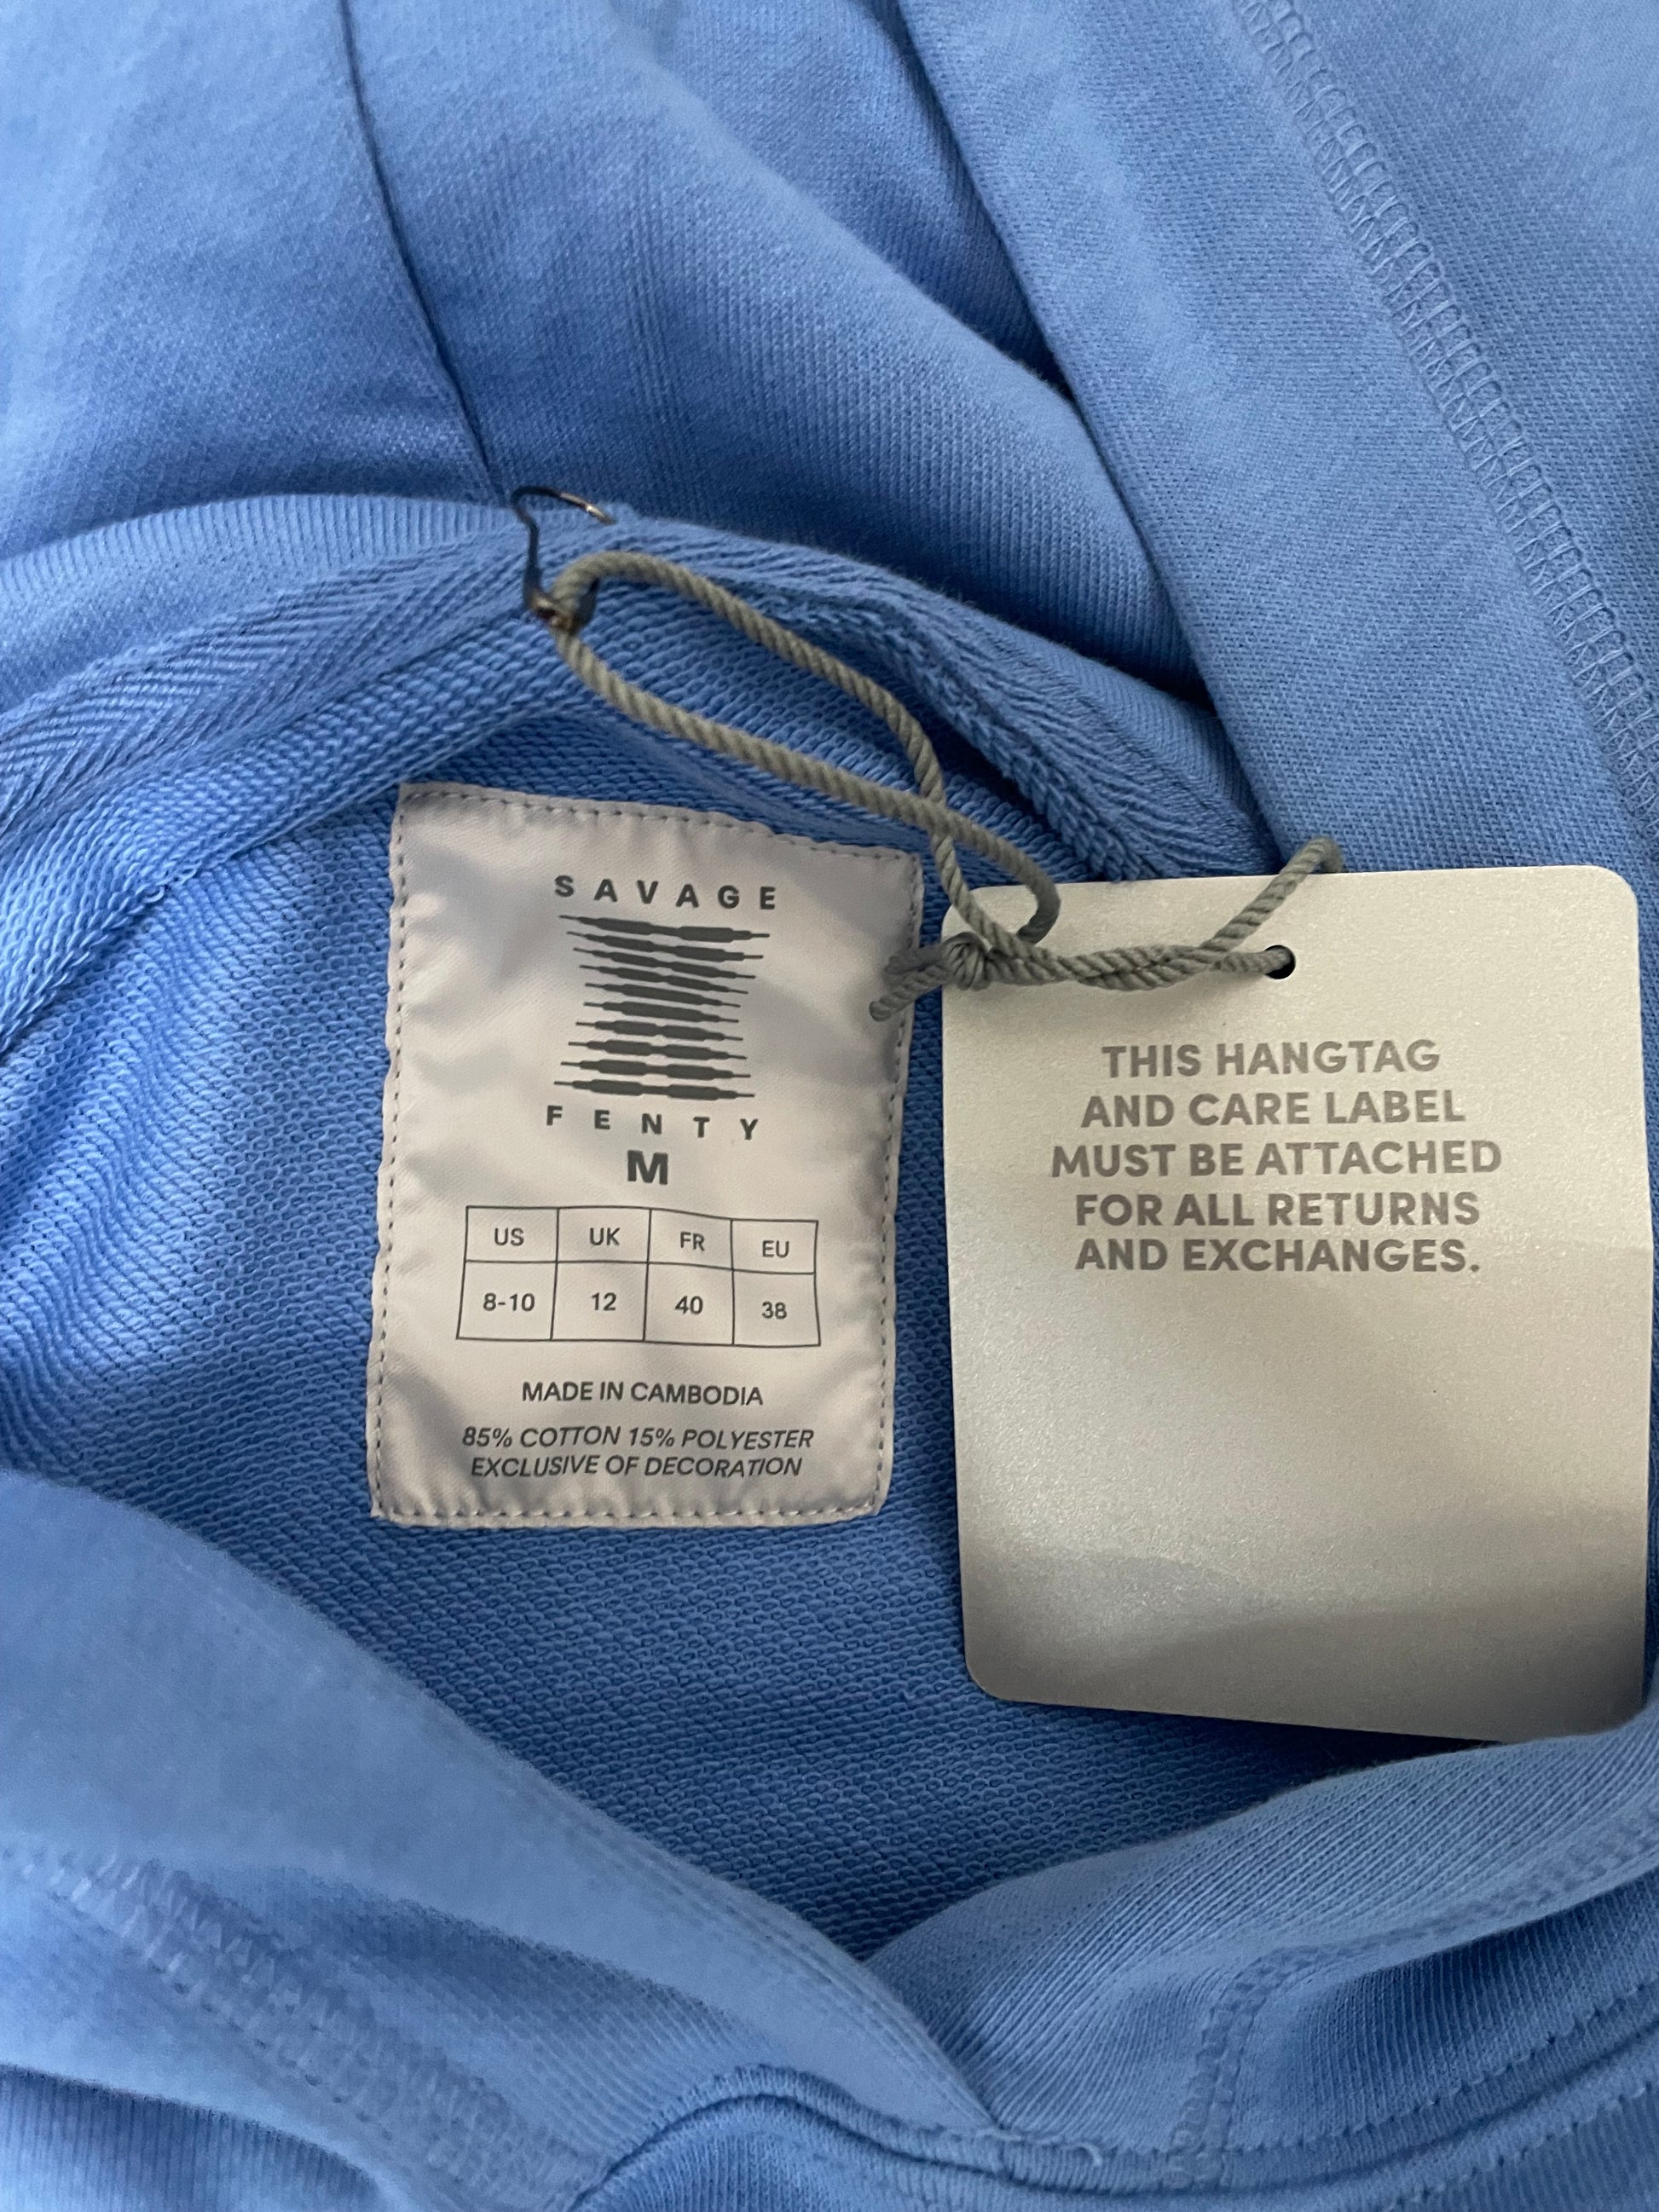 SAVAGE
FENTY
M
US UK FR EU
8-10 12 40 38
MADE IN CAMBODIA
85% COTTON 15% POLYESTER
EXCLUSIVE OF DECORATION
THIS HANGTAG
AND CARE LABEL
MUST BE ATTACHED
FOR ALL RETURNS
AND EXCHANGES.